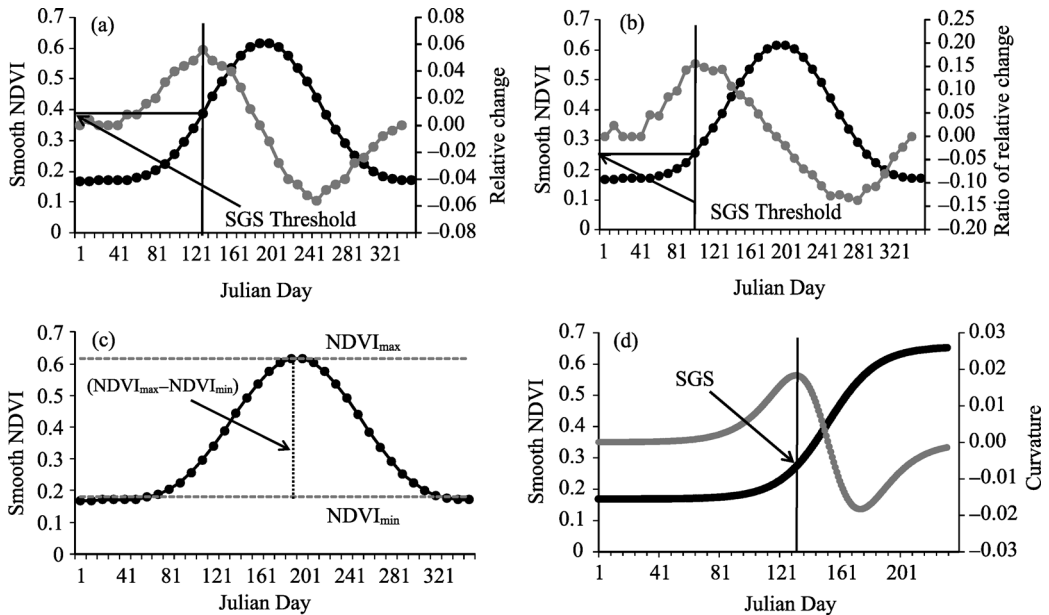 (a)
Smooth NDVI
0.7
0.6
0.5
0.4
0.3
0.2
0.1
0
SGS Threshold
0.08
0.06
0.04
0.02
0.00
−0.02
−0.04
−0.06
−0.08
Relative change
1 41 81 121 161 201 241 281 321
Julian Day
(b)
Smooth NDVI
0.7
0.6
0.5
0.4
0.3
0.2
0.1
0
SGS Threshold
0.25
0.20
0.15
0.10
0.05
0.00
−0.05
−0.10
−0.15
−0.20
Ratio of relative change
1 41 81 121 161 201 241 281 321
Julian Day
(c)
Smooth NDVI
0.7
0.6
0.5
0.4
0.3
0.2
0.1
0
NDVImax
(NDVImax−NDVImin)
NDVImin
1 41 81 121 161 201 241 281 321
Julian Day
(d)
Smooth NDVI
0.7
0.6
0.5
0.4
0.3
0.2
0.1
0
SGS
0.03
0.02
0.01
0.00
−0.01
−0.02
−0.03
Curvature
1 41 81 121 161 201
Julian Day